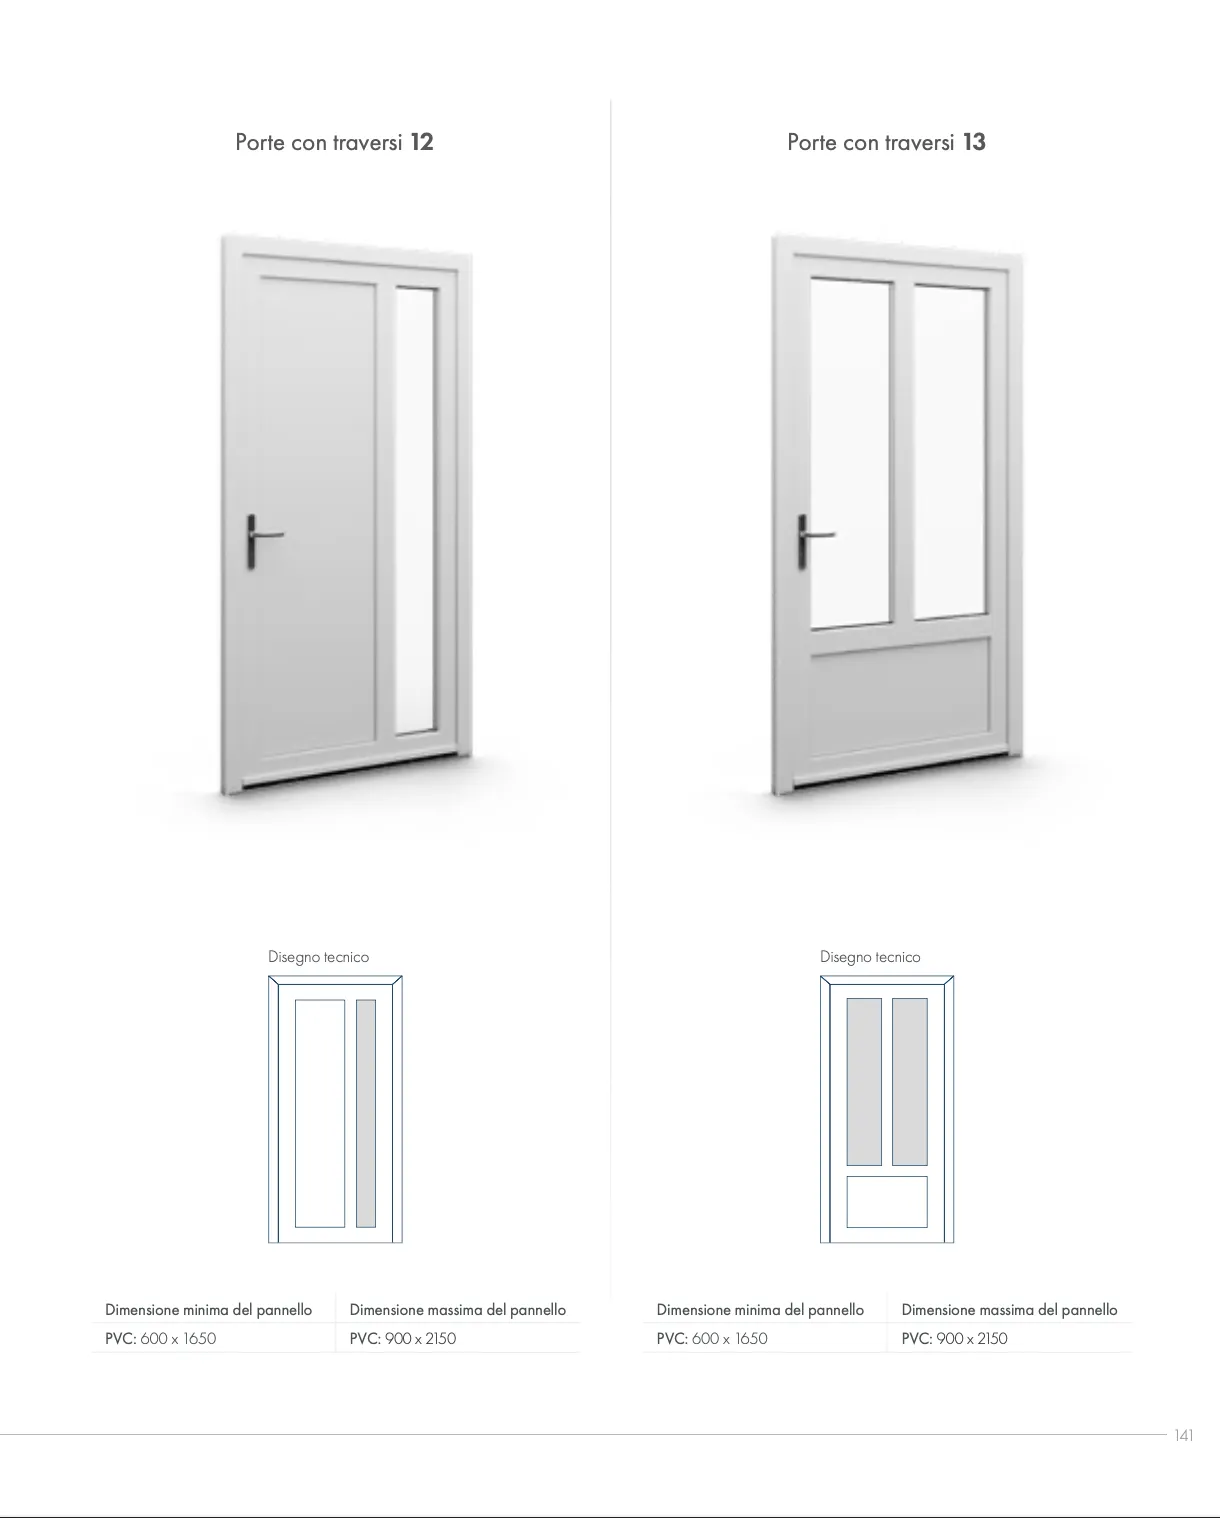 Porte con traversi 12
Disegno tecnico
Dimensione minima del pannello
Dimensione massima del pannello
PVC: 600 x 1650
PVC: 900 x 2150
Porte con traversi 13
Disegno tecnico
Dimensione minima del pannello
Dimensione massima del pannello
PVC: 600 x 1650
PVC: 900 x 2150
141